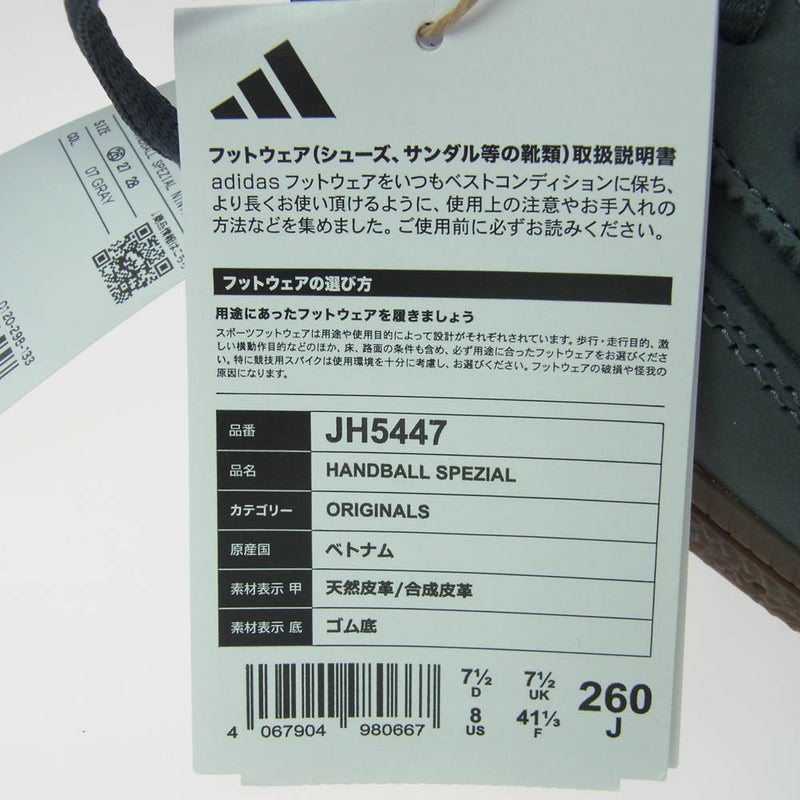 フットウェア(シューズ、サンダル等の靴類)取扱説明書
adidas フットウェアをいつもベストコンディションに保ち、
より長くお使い頂けるように、使用上の注意やお手入れの
方法などを集めました。ご使用前に必ずお読みください。
フットウェアの選び方
用途にあったフットウェアを履きましょう
スポーツフットウェアは用途や使用目的によって設計がそれぞれされています。歩行・走行目的、激
しい横動作目的などのほか、床、路面の条件も含め、必ず用途に合ったフットウェアをお選びくださ
い。特に競技用スパイクは使用環境を十分に考慮し、お選びください。フットウェアの破損や怪我の
原因になります。
品番 JH5447
品名 HANDBALL SPEZIAL
カテゴリー ORIGINALS
原産国 ベトナム
素材表示 甲 天然皮革/合成皮革
素材表示 底 ゴム底
4 067904 980667
7½ D
7½ UK
8 US
41⅓ F
260 J
HANDBALL SPEZIAL
SIZE 26 27 28
COL. 07 GRAY
商品情報はこちら
0120-298-133